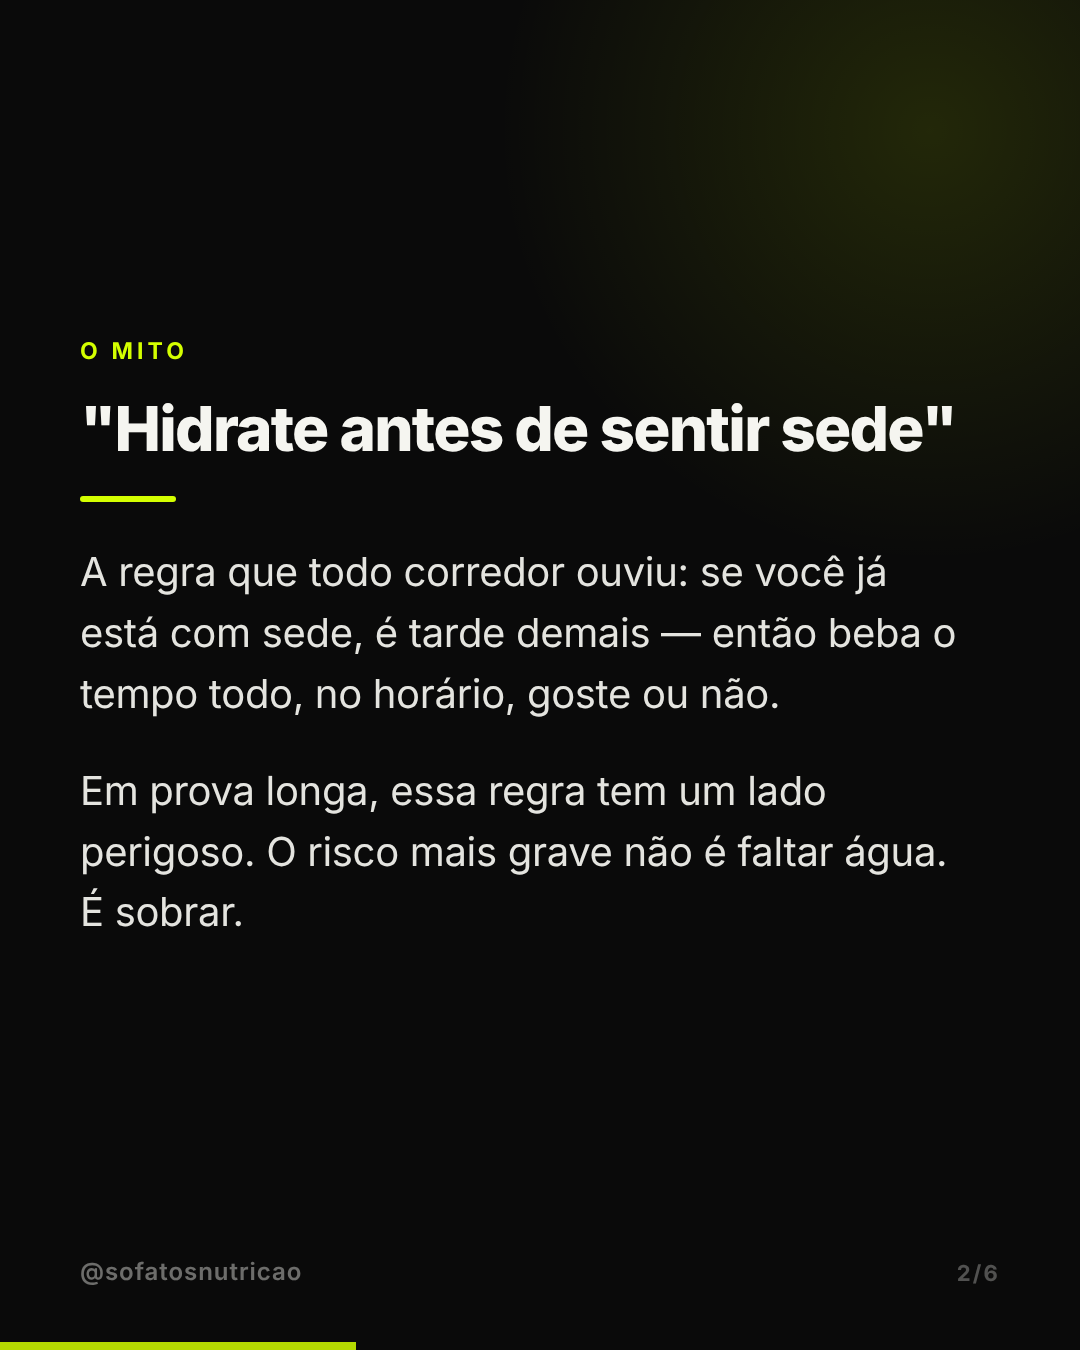 O MITO
"Hidrate antes de sentir sede"
A regra que todo corredor ouviu: se você já
está com sede, é tarde demais — então beba o
tempo todo, no horário, goste ou não.
Em prova longa, essa regra tem um lado
perigoso. O risco mais grave não é faltar água.
É sobrar.
@sofatosnutricao
2/6